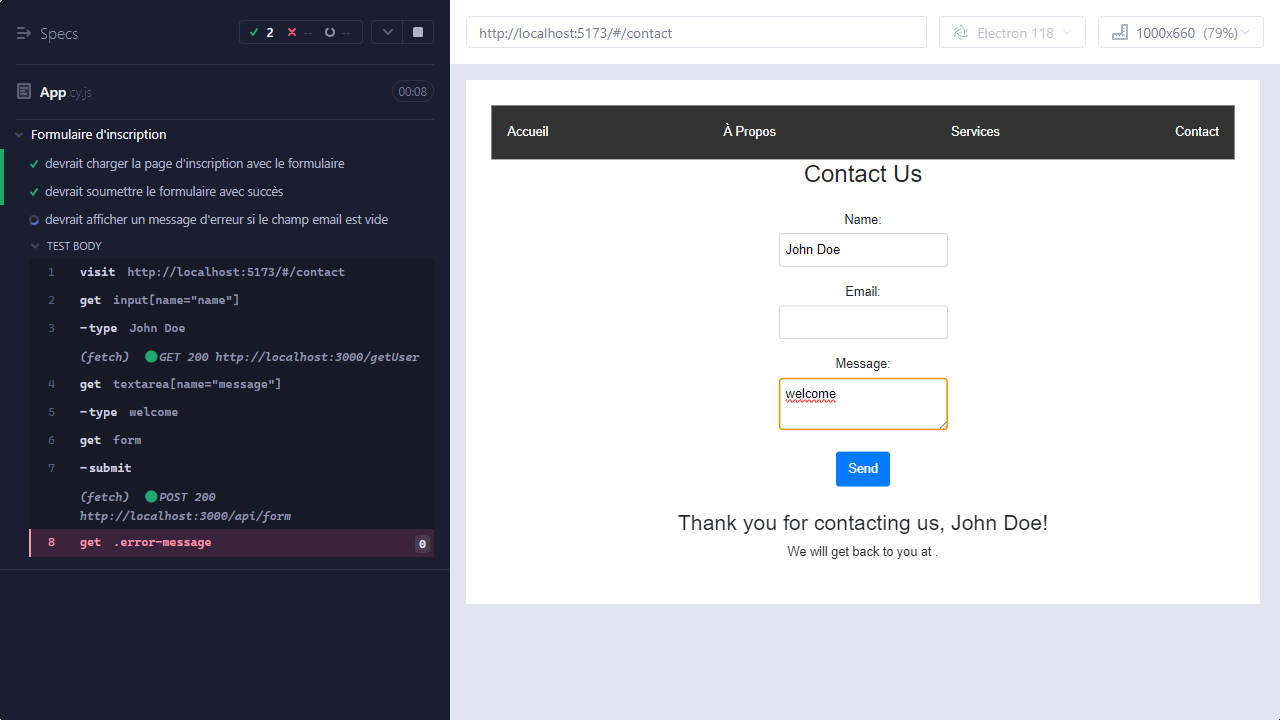 Specs
2 -- --
App.cy.js
00:08
Formulaire d'inscription
devrait charger la page d'inscription avec le formulaire
devrait soumettre le formulaire avec succès
devrait afficher un message d'erreur si le champ email est vide
TEST BODY
1 visit http://localhost:5173/#/contact
2 get input[name="name"]
3 -type John Doe
(fetch) GET 200 http://localhost:3000/getUser
4 get textarea[name="message"]
5 -type welcome
6 get form
7 -submit
(fetch) POST 200
http://localhost:3000/api/form
8 get .error-message 0
http://localhost:5173/#/contact
Electron 118
1000x660 (79%)
Accueil À Propos Services Contact
Contact Us
Name:
John Doe
Email:
Message:
welcome
Send
Thank you for contacting us, John Doe!
We will get back to you at .